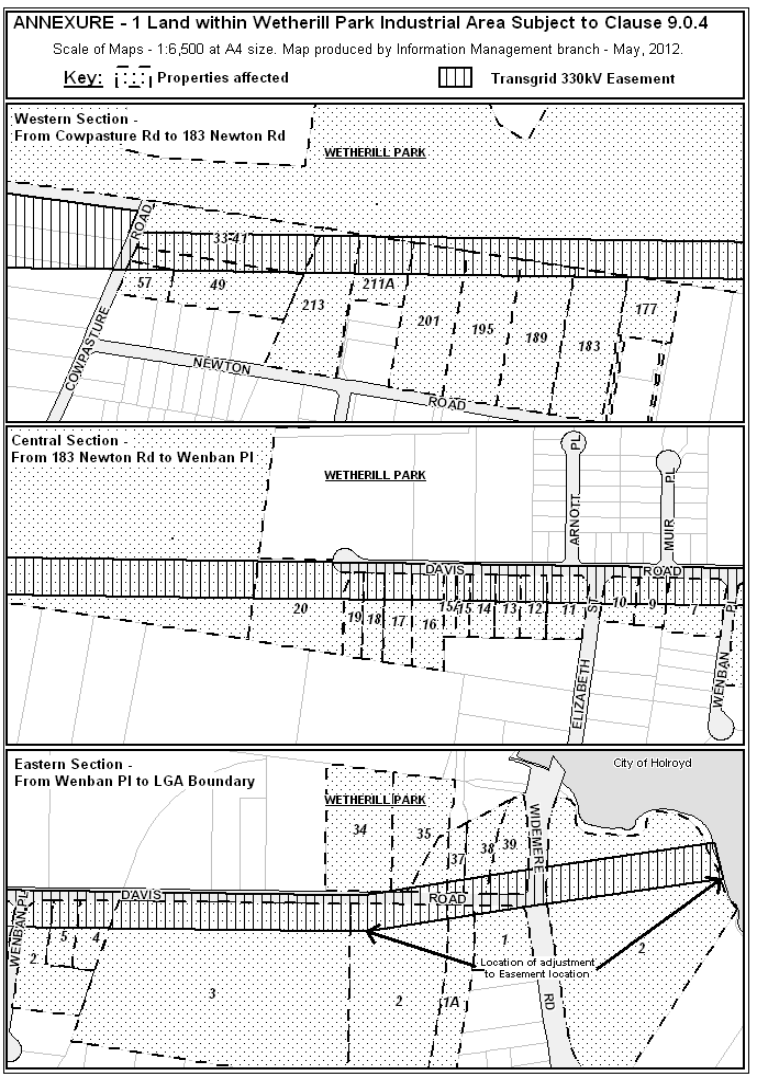 ANNEXURE - 1 Land within Wetherill Park Industrial Area Subject to Clause 9.0.4
Scale of Maps - 1:6,500 at A4 size. Map produced by Information Management branch - May, 2012.
Key: Properties affected Transgrid 330kV Easement
Western Section -
From Cowpasture Rd to 183 Newton Rd
WETHERILL PARK
ROAD
33-41
57
49
213
211A
201
195
189
183
177
COWPASTURE
NEWTON
ROAD
Central Section -
From 183 Newton Rd to Wenban Pl
WETHERILL PARK
ARNOTT
PL
MUIR
PL
DAVIS
ROAD
20
19
18
17
16
15A
15
14
13
12
11
ST
10
9
7
PL
ELIZABETH
WENBAN
Eastern Section -
From Wenban Pl to LGA Boundary
City of Holroyd
WETHERILL PARK
34
35
37
38
39
WIDEMERE
DAVIS
ROAD
WENBAN PL
2
5
4
3
2
1A
1
RD
2
Location of adjustment
to Easement location